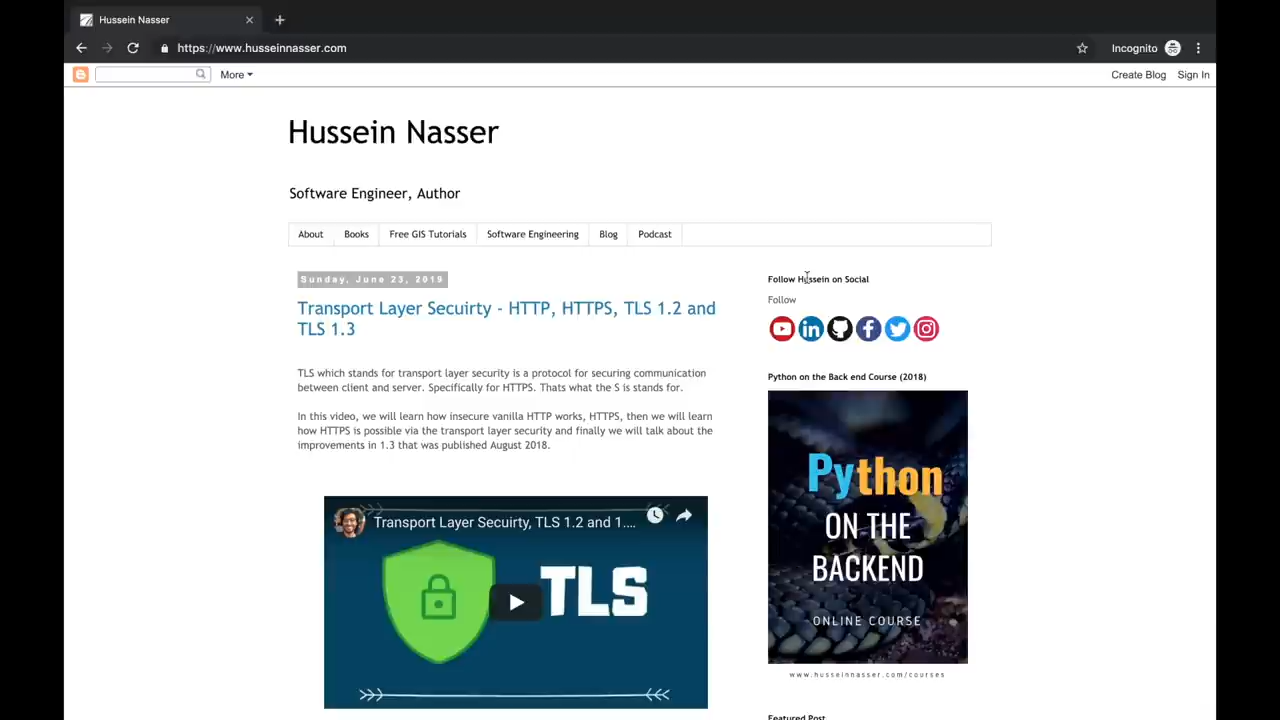 Hussein Nasser
https://www.husseinnasser.com
Incognito
More
Create Blog
Sign In
Hussein Nasser
Software Engineer, Author
About
Books
Free GIS Tutorials
Software Engineering
Blog
Podcast
Sunday, June 23, 2019
Transport Layer Secuirty - HTTP, HTTPS, TLS 1.2 and
TLS 1.3
TLS which stands for transport layer security is a protocol for securing communication
between client and server. Specifically for HTTPS. Thats what the S is stands for.
In this video, we will learn how insecure vanilla HTTP works, HTTPS, then we will learn
how HTTPS is possible via the transport layer security and finally we will talk about the
improvements in 1.3 that was published August 2018.
Transport Layer Secuirty, TLS 1.2 and 1....
TLS
Follow Hussein on Social
Follow
Python on the Back end Course (2018)
Python
ON THE
BACKEND
ONLINE COURSE
www.husseinnasser.com/courses
Featured Post